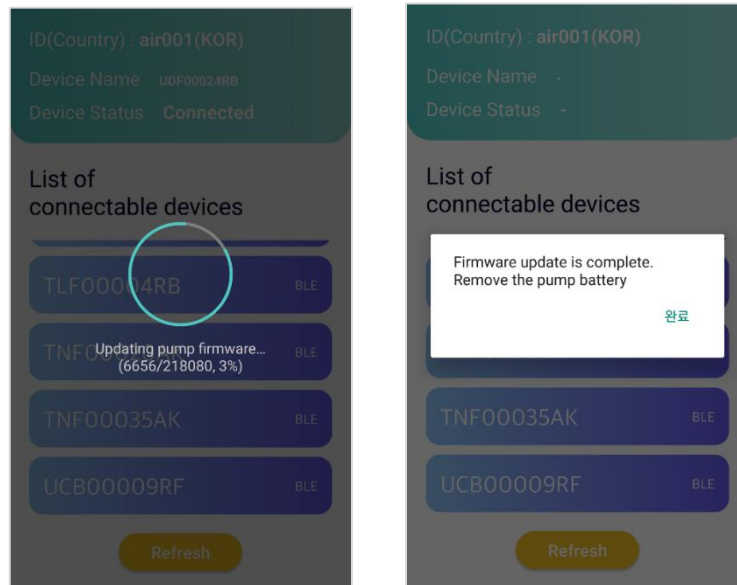 ID(Country) : air001(KOR)
Device Name UDF00024RB
Device Status Connected
List of
connectable devices
TLF00004RB BLE
Updating pump firmware...
BLE
(6656/218080, 3%)
TNF00035AK BLE
UCB00009RF BLE
Refresh
ID(Country) : air001(KOR)
Device Name -
Device Status -
List of
connectable devices
Firmware update is complete.
Remove the pump battery
완료
TNF00035AK BLE
UCB00009RF BLE
Refresh